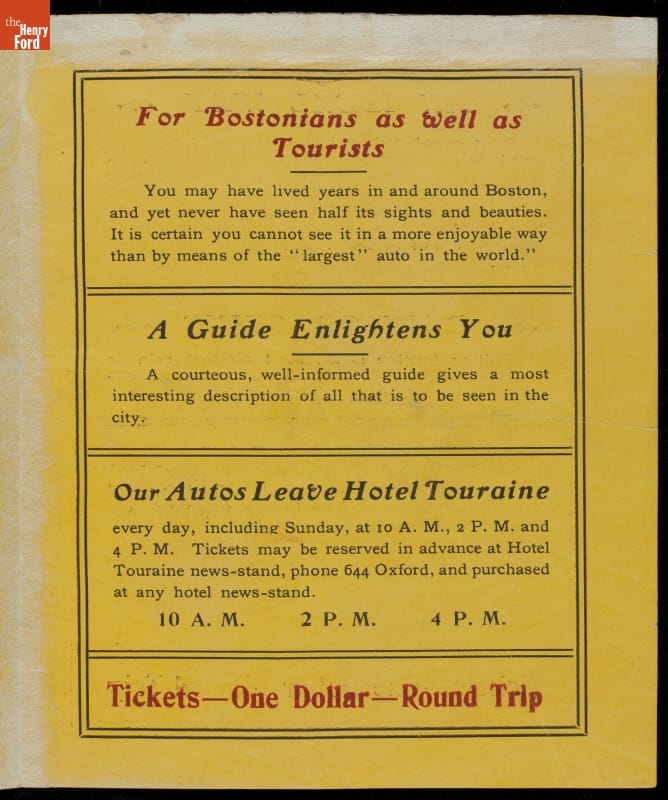 the
Henry
Ford
For Bostonians as well as
Tourists
You may have lived years in and around Boston,
and yet never have seen half its sights and beauties.
It is certain you cannot see it in a more enjoyable way
than by means of the “largest” auto in the world.”
A Guide Enlightens You
A courteous, well-informed guide gives a most
interesting description of all that is to be seen in the
city.
Our Autos Leave Hotel Touraine
every day, including Sunday, at 10 A. M., 2 P. M. and
4 P. M. Tickets may be reserved in advance at Hotel
Touraine news-stand, phone 644 Oxford, and purchased
at any hotel news-stand.
10 A. M. 2 P. M. 4 P. M.
Tickets—One Dollar—Round Trip